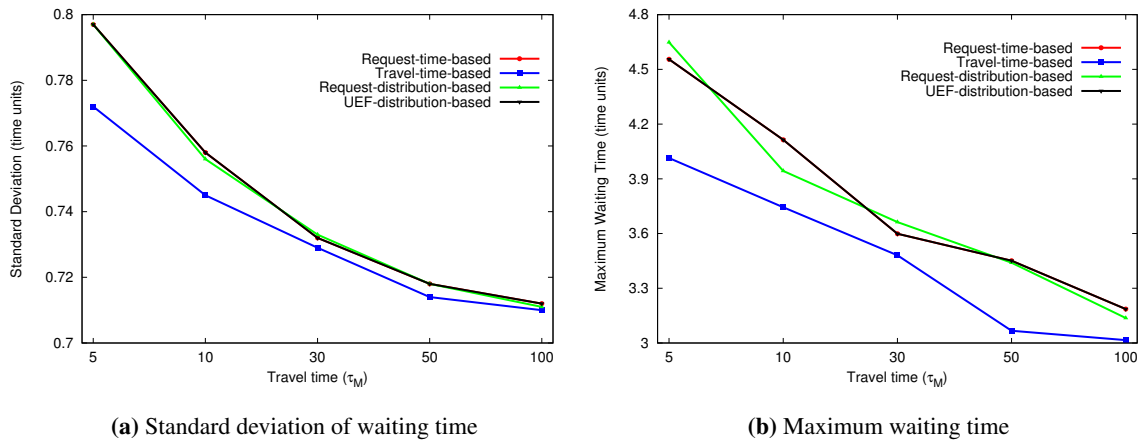 0.8
0.78
0.76
0.74
0.72
0.7
Standard Deviation (time units)
5 10 30 50 100
Travel time (τM)
Request-time-based
Travel-time-based
Request-distribution-based
UEF-distribution-based
(a) Standard deviation of waiting time
4.8
4.5
4.2
3.9
3.6
3.3
3
Maximum Waiting Time (time units)
5 10 30 50 100
Travel time (τM)
Request-time-based
Travel-time-based
Request-distribution-based
UEF-distribution-based
(b) Maximum waiting time